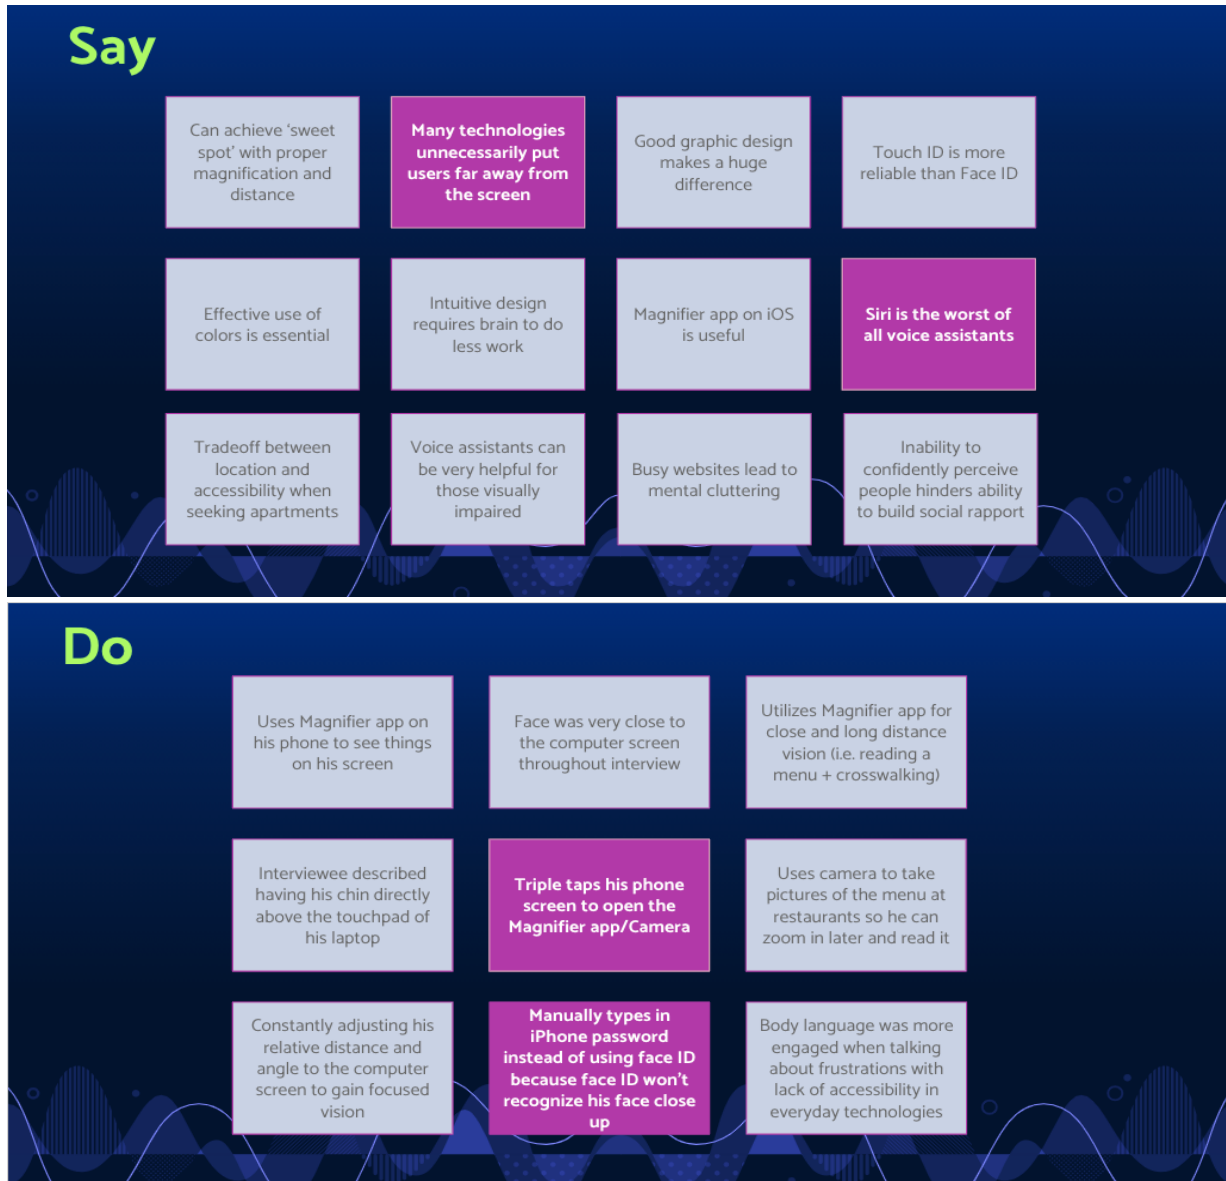 Say
Can achieve ‘sweet
spot’ with proper
magnification and
distance
Many technologies
unnecessarily put
users far away from
the screen
Good graphic design
makes a huge
difference
Touch ID is more
reliable than Face ID
Effective use of
colors is essential
Intuitive design
requires brain to do
less work
Magnifier app on iOS
is useful
Siri is the worst of
all voice assistants
Tradeoff between
location and
accessibility when
seeking apartments
Voice assistants can
be very helpful for
those visually
impaired
Busy websites lead to
mental cluttering
Inability to
confidently perceive
people hinders ability
to build social rapport
Do
Uses Magnifier app on
his phone to see things
on his screen
Face was very close to
the computer screen
throughout interview
Utilizes Magnifier app for
close and long distance
vision (i.e. reading a
menu + crosswalking)
Interviewee described
having his chin directly
above the touchpad of
his laptop
Triple taps his phone
screen to open the
Magnifier app/Camera
Uses camera to take
pictures of the menu at
restaurants so he can
zoom in later and read it
Constantly adjusting his
relative distance and
angle to the computer
screen to gain focused
vision
Manually types in
iPhone password
instead of using face ID
because face ID won’t
recognize his face close
up
Body language was more
engaged when talking
about frustrations with
lack of accessibility in
everyday technologies